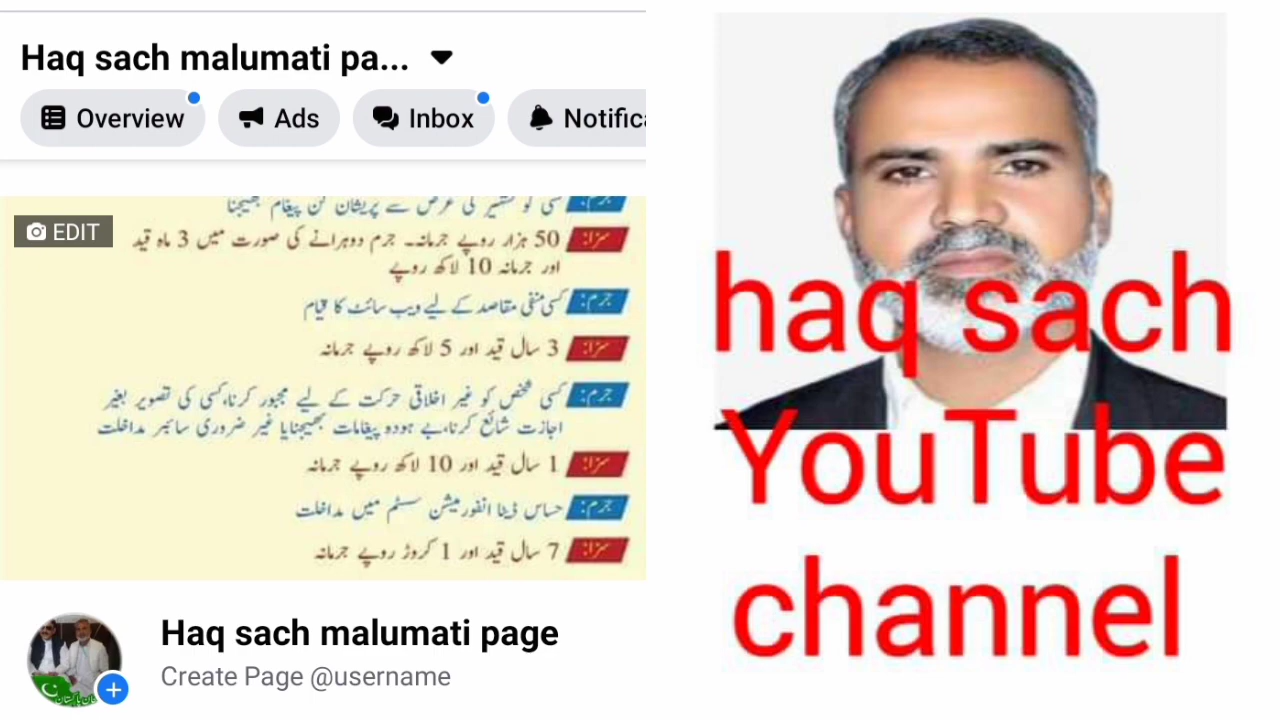 Haq sach malumati pa...
Overview
Ads
Inbox
Notifica
EDIT
جرم: کسی کو تشہیر کی غرض سے پریشان کن پیغام بھیجنا
سزا: 50 ہزار روپے جرمانہ۔ جرم دوہرانے کی صورت میں 3 ماہ قید
اور جرمانہ 10 لاکھ روپے
جرم: کسی منفی مقاصد کے لیے ویب سائٹ کا قیام
سزا: 3 سال قید اور 5 لاکھ روپے جرمانہ
جرم: کسی شخص کو غیر اخلاقی حرکت کے لیے مجبور کرنا،کسی کی تصویر بغیر
اجازت شائع کرنا،بے ہودہ پیغامات بھیجنایا غیر ضروری سائبر مداخلت
سزا: 1 سال قید اور 10 لاکھ روپے جرمانہ
جرم: حساس ڈیٹا انفورمیشن سسٹم میں مداخلت
سزا: 7 سال قید اور 1 کروڑ روپے جرمانہ
Haq sach malumati page
Create Page @username
haq sach
YouTube
channel